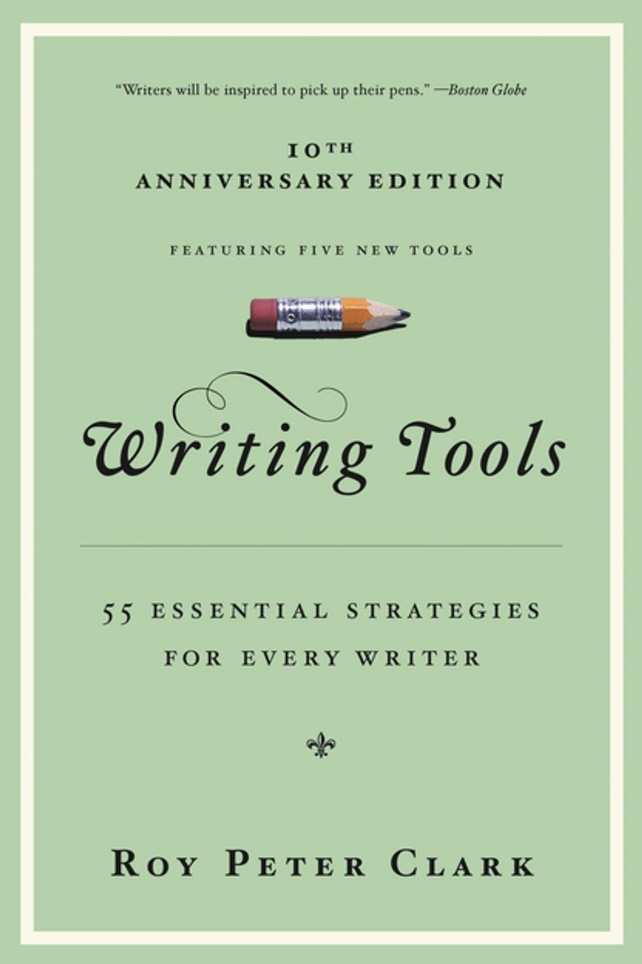 “Writers will be inspired to pick up their pens.” —Boston Globe
10TH
ANNIVERSARY EDITION
FEATURING FIVE NEW TOOLS
Writing Tools
55 ESSENTIAL STRATEGIES
FOR EVERY WRITER
ROY PETER CLARK